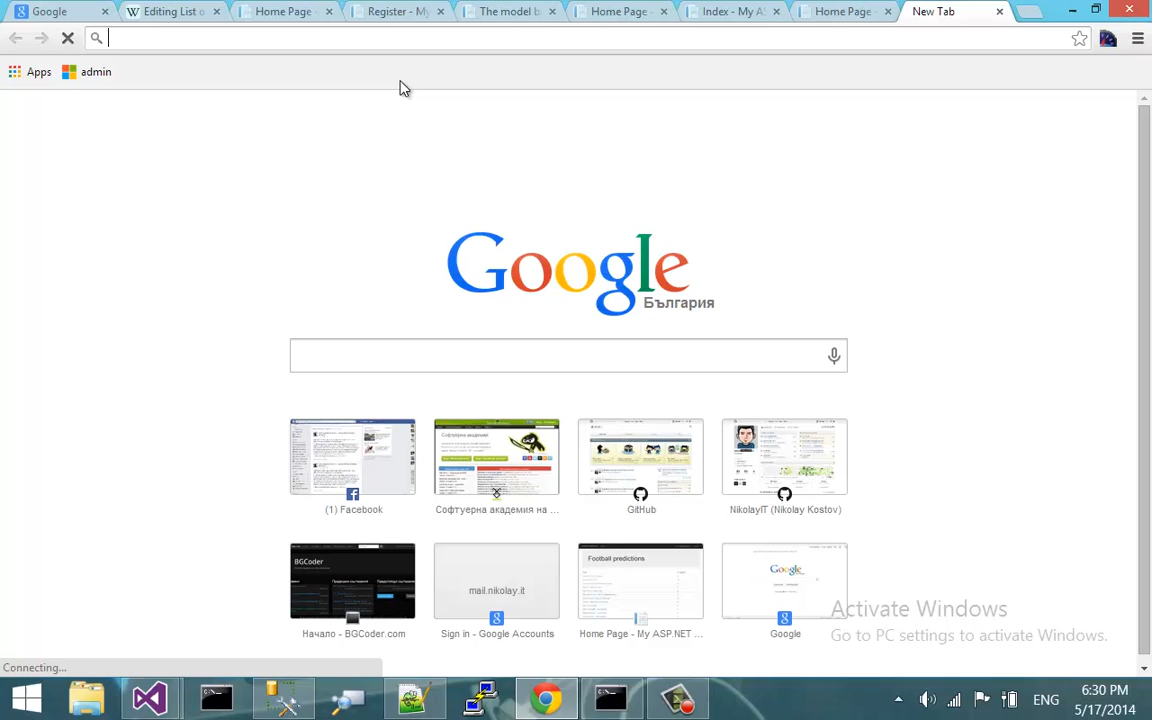 Google
Editing List o
Home Page -
Register - My
The model b
Home Page -
Index - My AS
Home Page -
New Tab
Apps
admin
Google
България
(1) Facebook
Софтуерна академия
Софтуерна академия на ...
GitHub
NikolayIT (Nikolay Kostov)
BGCoder
Начало - BGCoder.com
mail.nikolay.it
Sign in - Google Accounts
Football predictions
Home Page - My ASP.NET ...
Google
Google
Activate Windows
Go to PC settings to activate Windows.
Connecting...
ENG
6:30 PM
5/17/2014